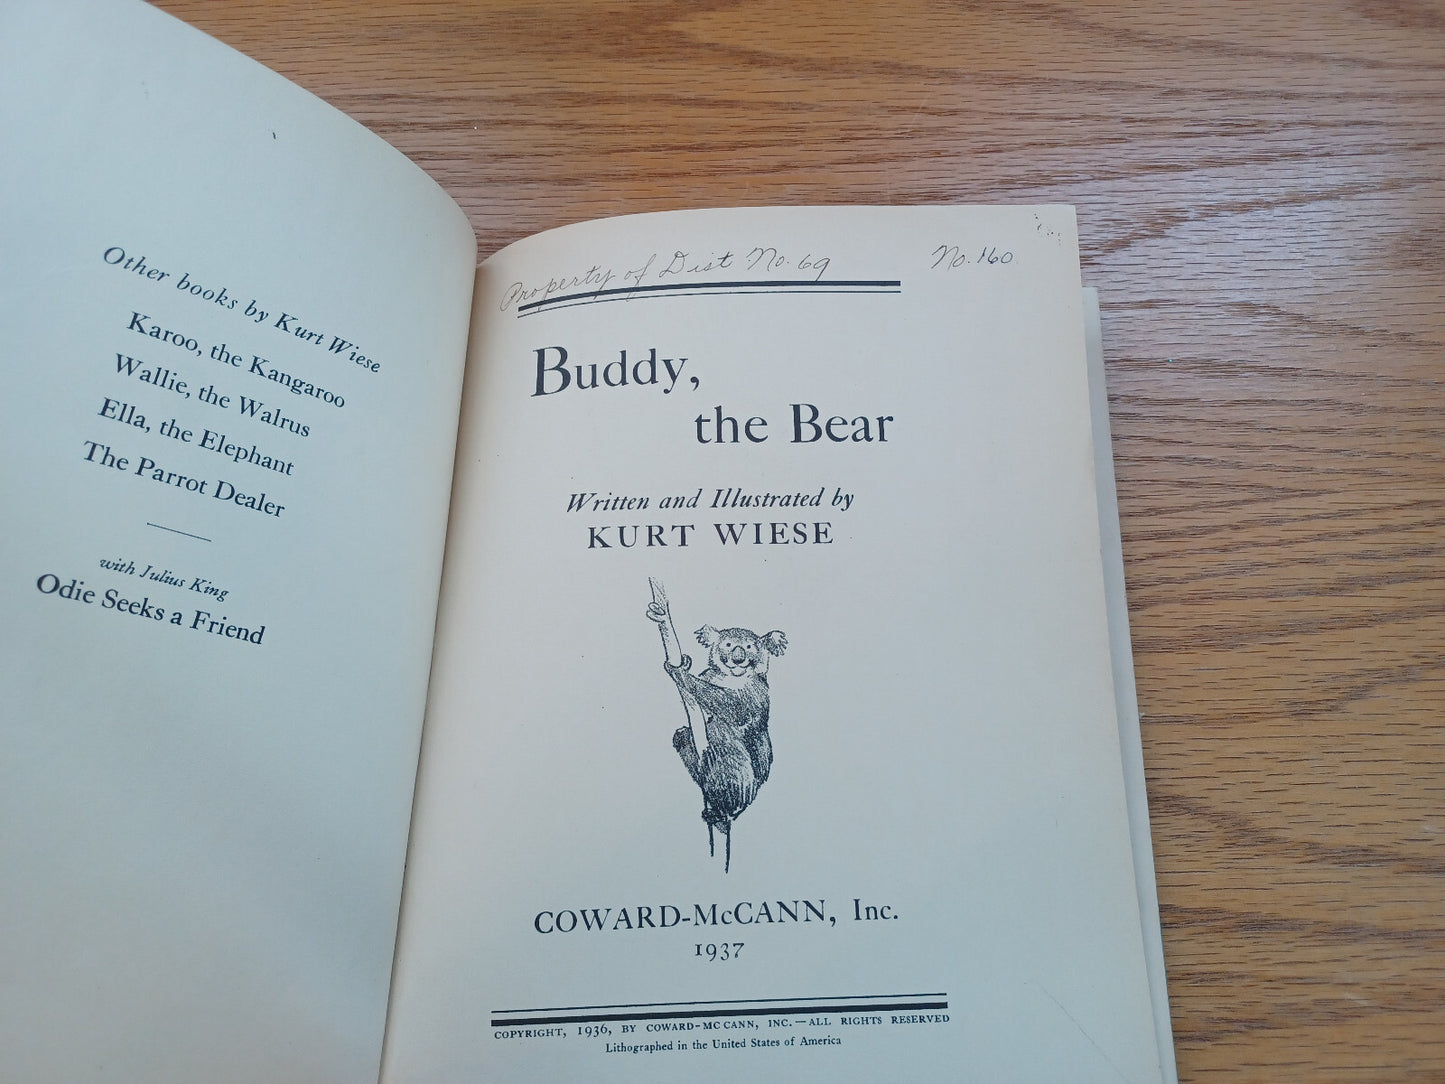 Other books by Kurt Wiese
Karoo, the Kangaroo
Wallie, the Walrus
Ella, the Elephant
The Parrot Dealer
with Julius King
Odie Seeks a Friend
Property of Dist No. 69 No. 160
Buddy,
the Bear
Written and Illustrated by
KURT WIESE
COWARD-McCANN, Inc.
1937
COPYRIGHT, 1936, BY COWARD-MCCANN, INC.—ALL RIGHTS RESERVED
Lithographed in the United States of America